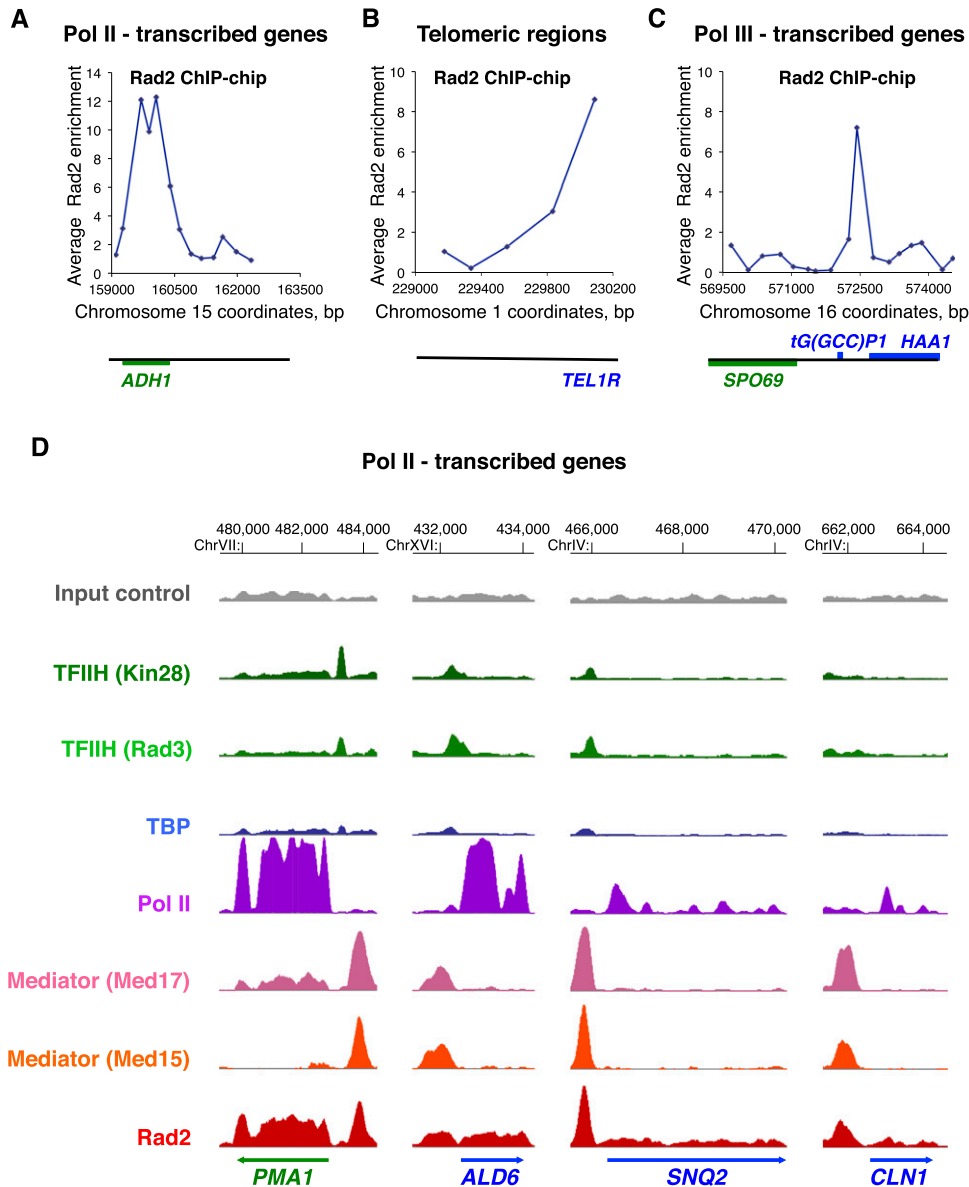 A
Pol II - transcribed genes
Rad2 ChIP-chip
Average Rad2 enrichment
14
12
10
8
6
4
2
0
159000 160500 162000 163500
Chromosome 15 coordinates, bp
ADH1
B
Telomeric regions
Rad2 ChIP-chip
Average Rad2 enrichment
10
8
6
4
2
0
229000 229400 229800 230200
Chromosome 1 coordinates, bp
TEL1R
C
Pol III - transcribed genes
Rad2 ChIP-chip
Average Rad2 enrichment
10
8
6
4
2
0
569500 571000 572500 574000
Chromosome 16 coordinates, bp
tG(GCC)P1 HAA1
SPO69
D
Pol II - transcribed genes
480,000 482,000 484,000 432,000 434,000 466,000 468,000 470,000 662,000 664,000
ChrVII: ChrXVI: ChrIV: ChrIV:
Input control
TFIIH (Kin28)
TFIIH (Rad3)
TBP
Pol II
Mediator (Med17)
Mediator (Med15)
Rad2
PMA1 ALD6 SNQ2 CLN1